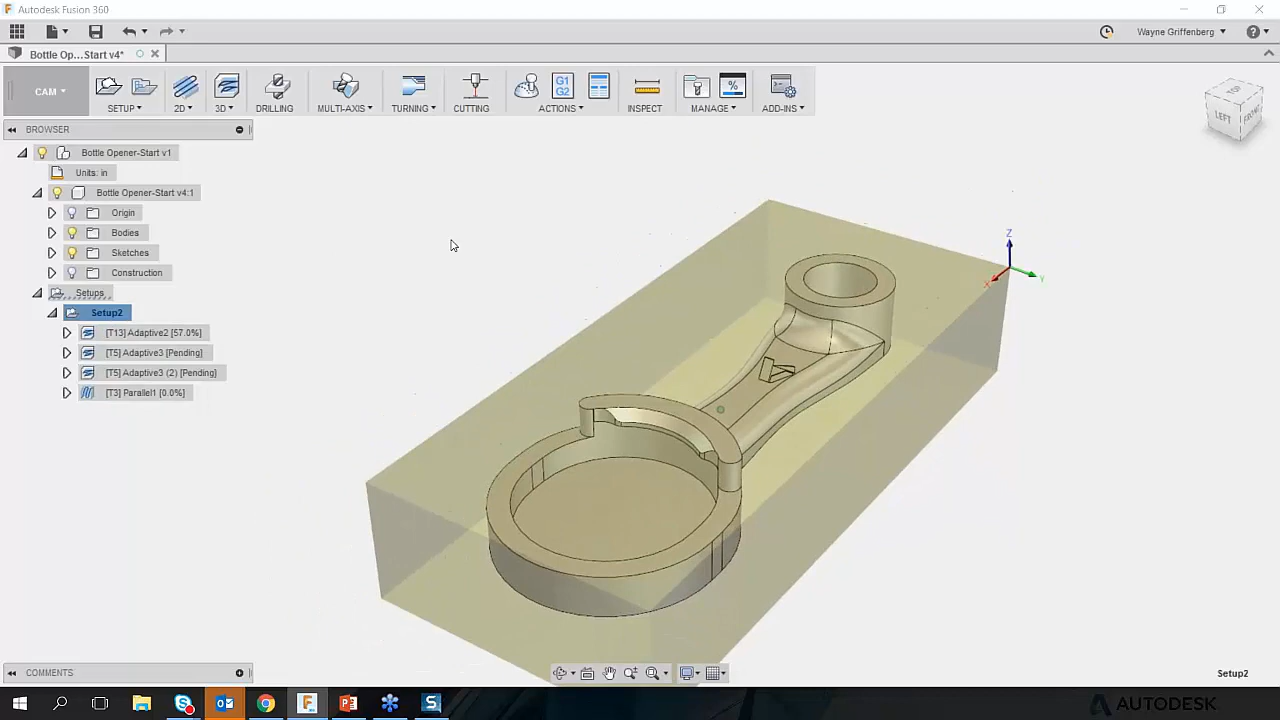 Autodesk Fusion 360
Wayne Griffenberg
Bottle Op...Start v4*
CAM
SETUP
2D
3D
DRILLING
MULTI-AXIS
TURNING
CUTTING
G1
G2
ACTIONS
INSPECT
%
MANAGE
ADD-INS
BROWSER
Bottle Opener-Start v1
Units: in
Bottle Opener-Start v4:1
Origin
Bodies
Sketches
Construction
Setups
Setup2
[T13] Adaptive2 [57.0%]
[T5] Adaptive3 [Pending]
[T5] Adaptive3 (2) [Pending]
[T3] Parallel1 [0.0%]
LEFT
Z
X
Y
COMMENTS
Setup2
AUTODESK